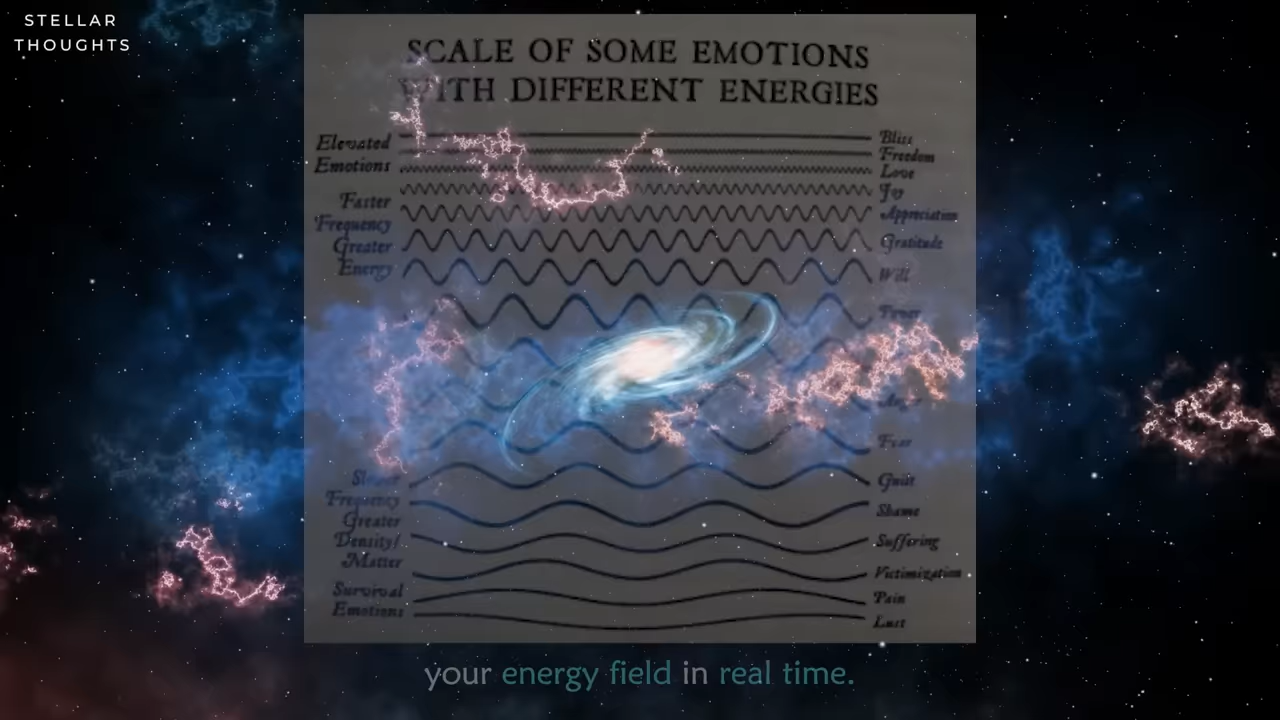 STELLAR
THOUGHTS
SCALE OF SOME EMOTIONS
WITH DIFFERENT ENERGIES
Elevated
Emotions
Faster
Frequency
Greater
Energy
Slower
Frequency
Greater
Density/
Matter
Survival
Emotions
Bliss
Freedom
Love
Joy
Appreciation
Gratitude
Will
Power
Anger
Fear
Guilt
Shame
Suffering
Victimization
Pain
Lust
your energy field in real time.